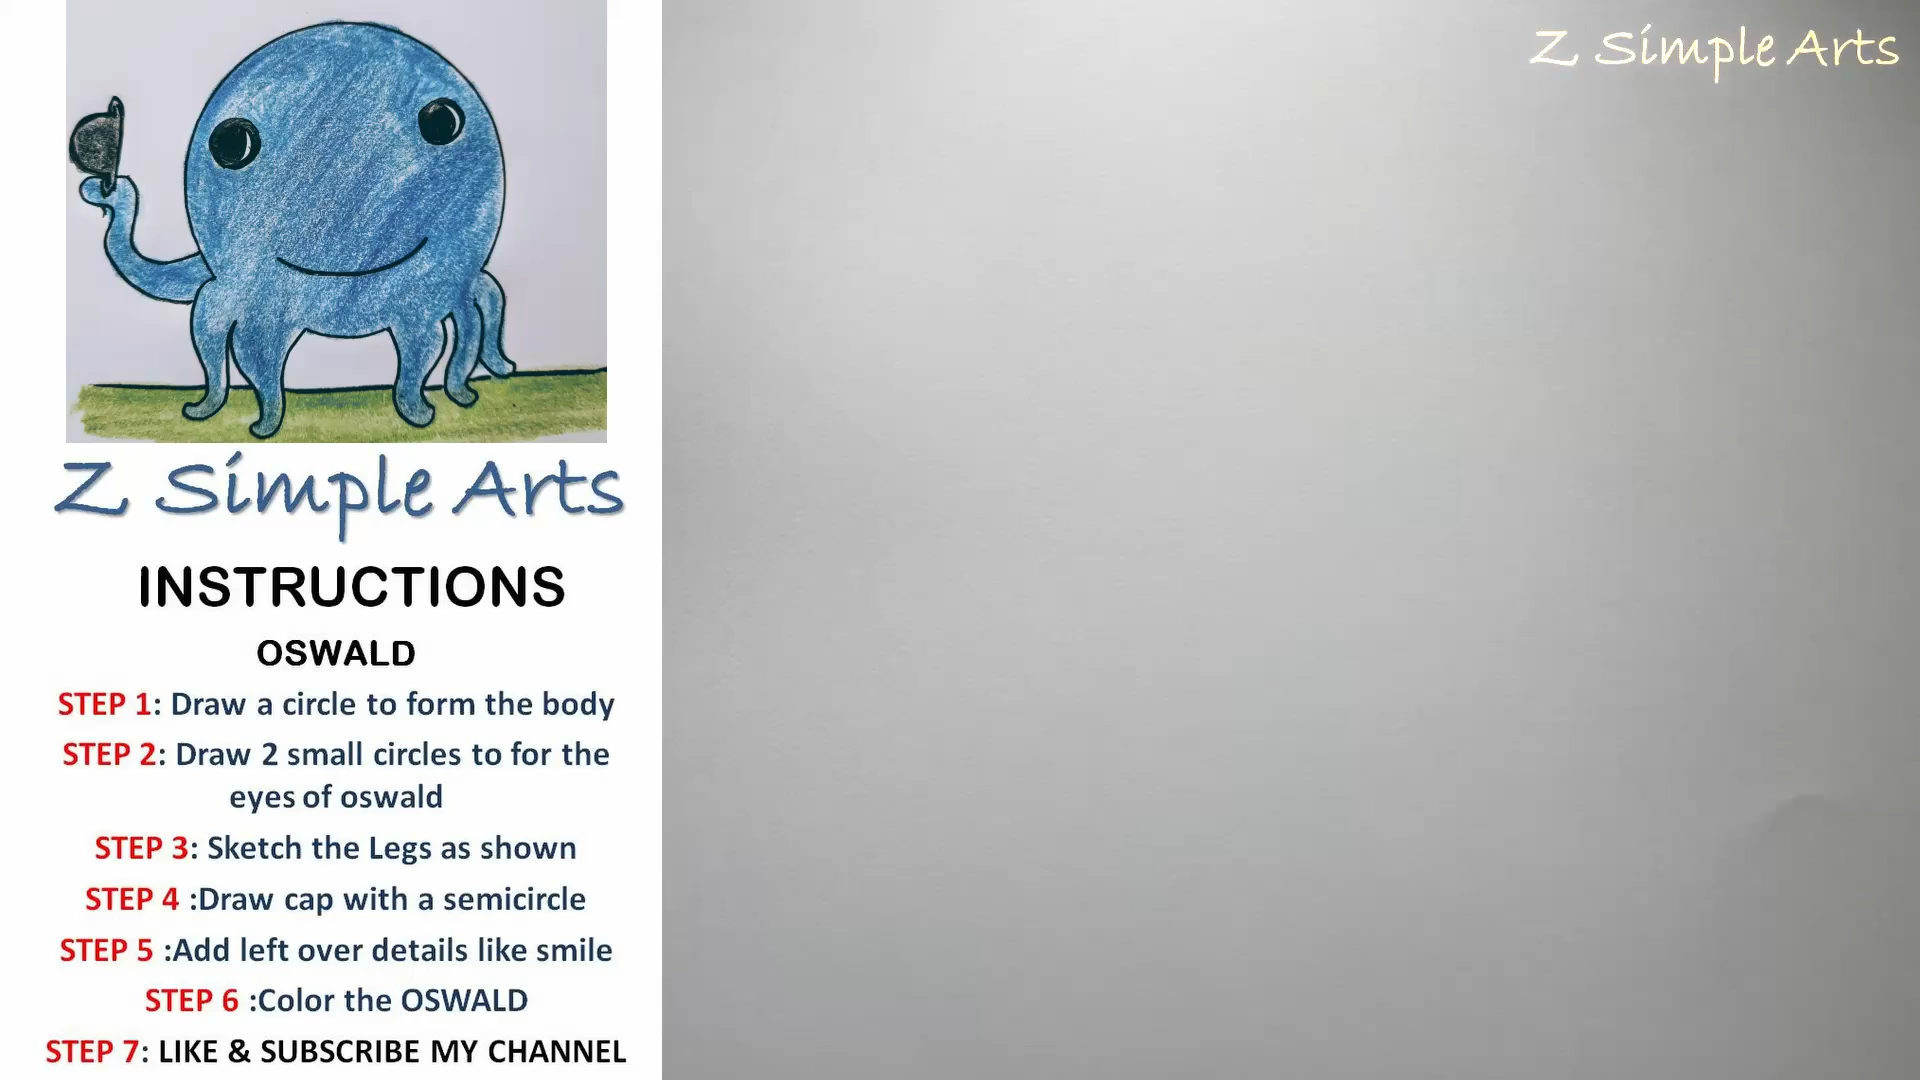 Z Simple Arts
Z Simple Arts
INSTRUCTIONS
OSWALD
STEP 1: Draw a circle to form the body
STEP 2: Draw 2 small circles to for the
eyes of oswald
STEP 3: Sketch the Legs as shown
STEP 4 :Draw cap with a semicircle
STEP 5 :Add left over details like smile
STEP 6 :Color the OSWALD
STEP 7: LIKE & SUBSCRIBE MY CHANNEL